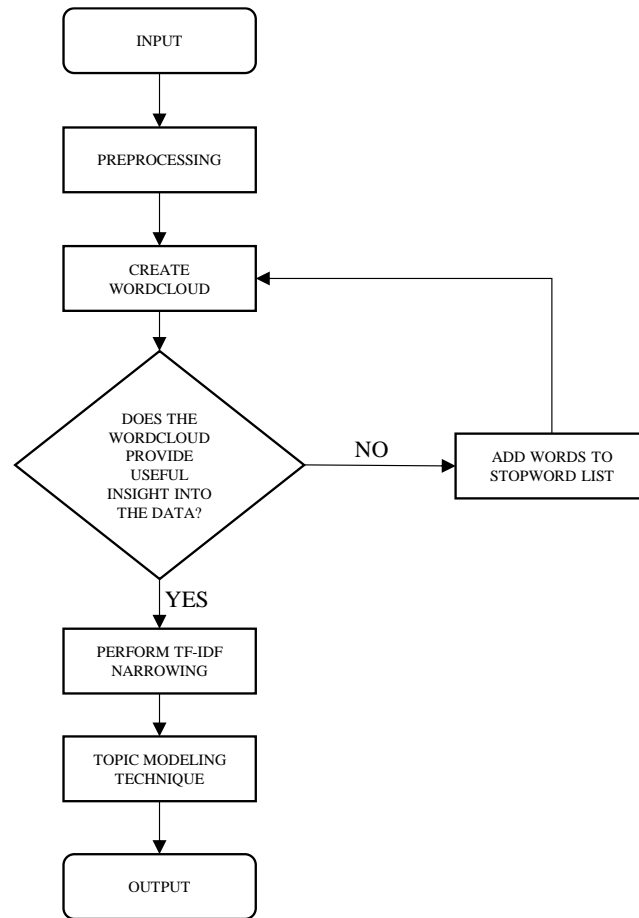 INPUT
PREPROCESSING
CREATE
WORDCLOUD
DOES THE
WORDCLOUD
PROVIDE
USEFUL
INSIGHT INTO
THE DATA?
NO
ADD WORDS TO
STOPWORD LIST
YES
PERFORM TF-IDF
NARROWING
TOPIC MODELING
TECHNIQUE
OUTPUT